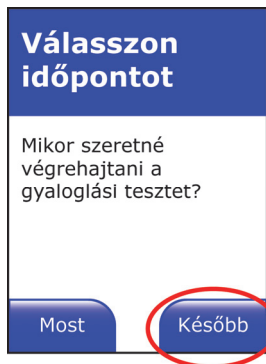 Válasszon
időpontot
Mikor szeretné
végrehajtani a
gyaloglási tesztet?
Most
Később